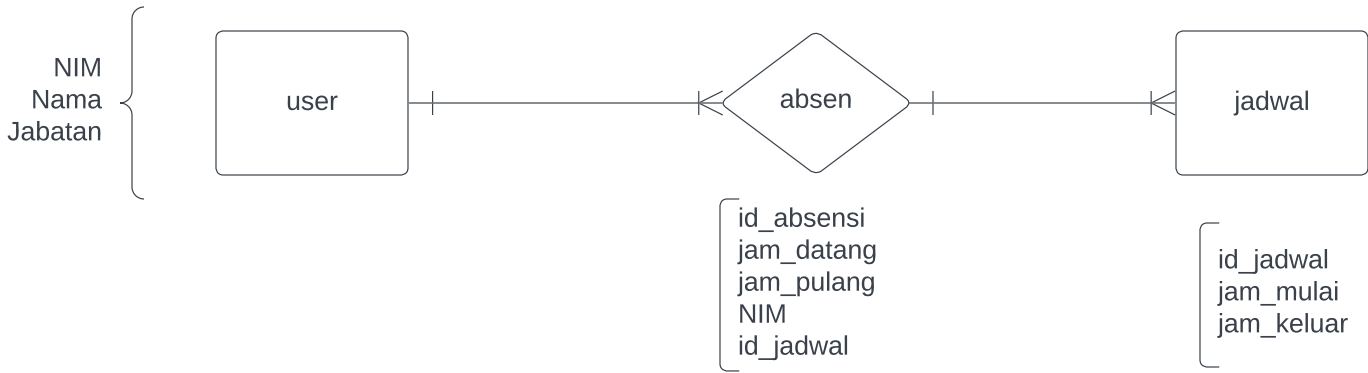 NIM
Nama
Jabatan
user
absen
jadwal
id_absensi
jam_datang
jam_pulang
NIM
id_jadwal
id_jadwal
jam_mulai
jam_keluar